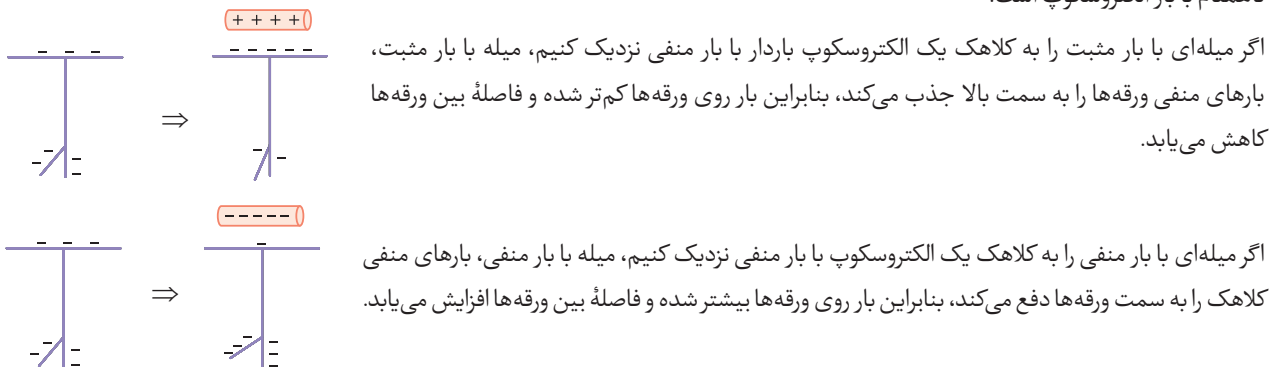 با بار الکتروسکوپ است.
+ + + +
- - - - -
- - -
اگر میله‌ای با بار مثبت را به کلاهک یک الکتروسکوپ باردار با بار منفی نزدیک کنیم، میله با بار مثبت،
بارهای منفی ورقه‌ها را به سمت بالا جذب می‌کند، بنابراین بار روی ورقه‌ها کم‌تر شده و فاصلهٔ بین ورقه‌ها
کاهش می‌یابد.
⇒
- - - - -
-
- - -
اگر میله‌ای با بار منفی را به کلاهک یک الکتروسکوپ با بار منفی نزدیک کنیم، میله با بار منفی، بارهای منفی
کلاهک را به سمت ورقه‌ها دفع می‌کند، بنابراین بار روی ورقه‌ها بیشتر شده و فاصلهٔ بین ورقه‌ها افزایش می‌یابد.
⇒